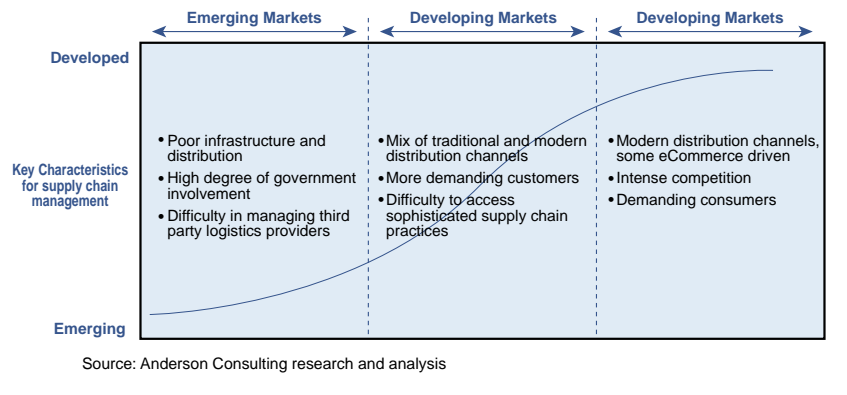 Emerging Markets
Developing Markets
Developing Markets
Developed
Key Characteristics
for supply chain
management
Emerging
• Poor infrastructure and
distribution
• High degree of government
involvement
• Difficulty in managing third
party logistics providers
• Mix of traditional and modern
distribution channels
• More demanding customers
• Difficulty to access
sophisticated supply chain
practices
• Modern distribution channels,
some eCommerce driven
• Intense competition
• Demanding consumers
Source: Anderson Consulting research and analysis